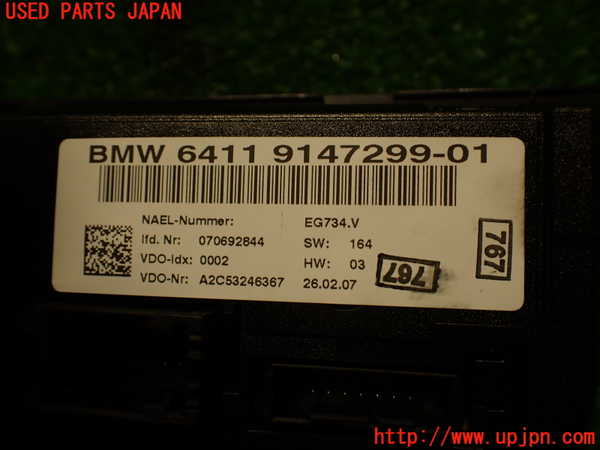 USED PARTS JAPAN
BMW 6411 9147299-01
NAEL-Nummer: EG734.V
lfd. Nr: 070692844 SW: 164
VDO-Idx: 0002 HW: 03
VDO-Nr: A2C53246367 26.02.07
767
767
http://www.upjpn.com/